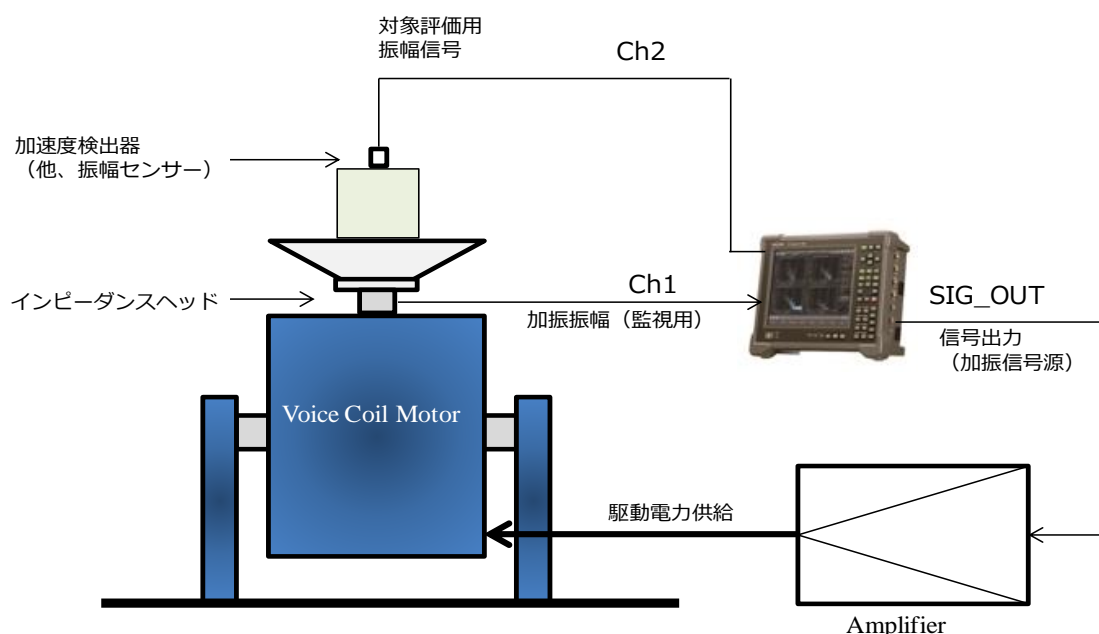 対象評価用
振幅信号
Ch2
加速度検出器
（他、振幅センサー）
インピーダンスヘッド
Ch1
加振振幅（監視用）
SIG_OUT
信号出力
（加振信号源）
Voice Coil Motor
駆動電力供給
Amplifier